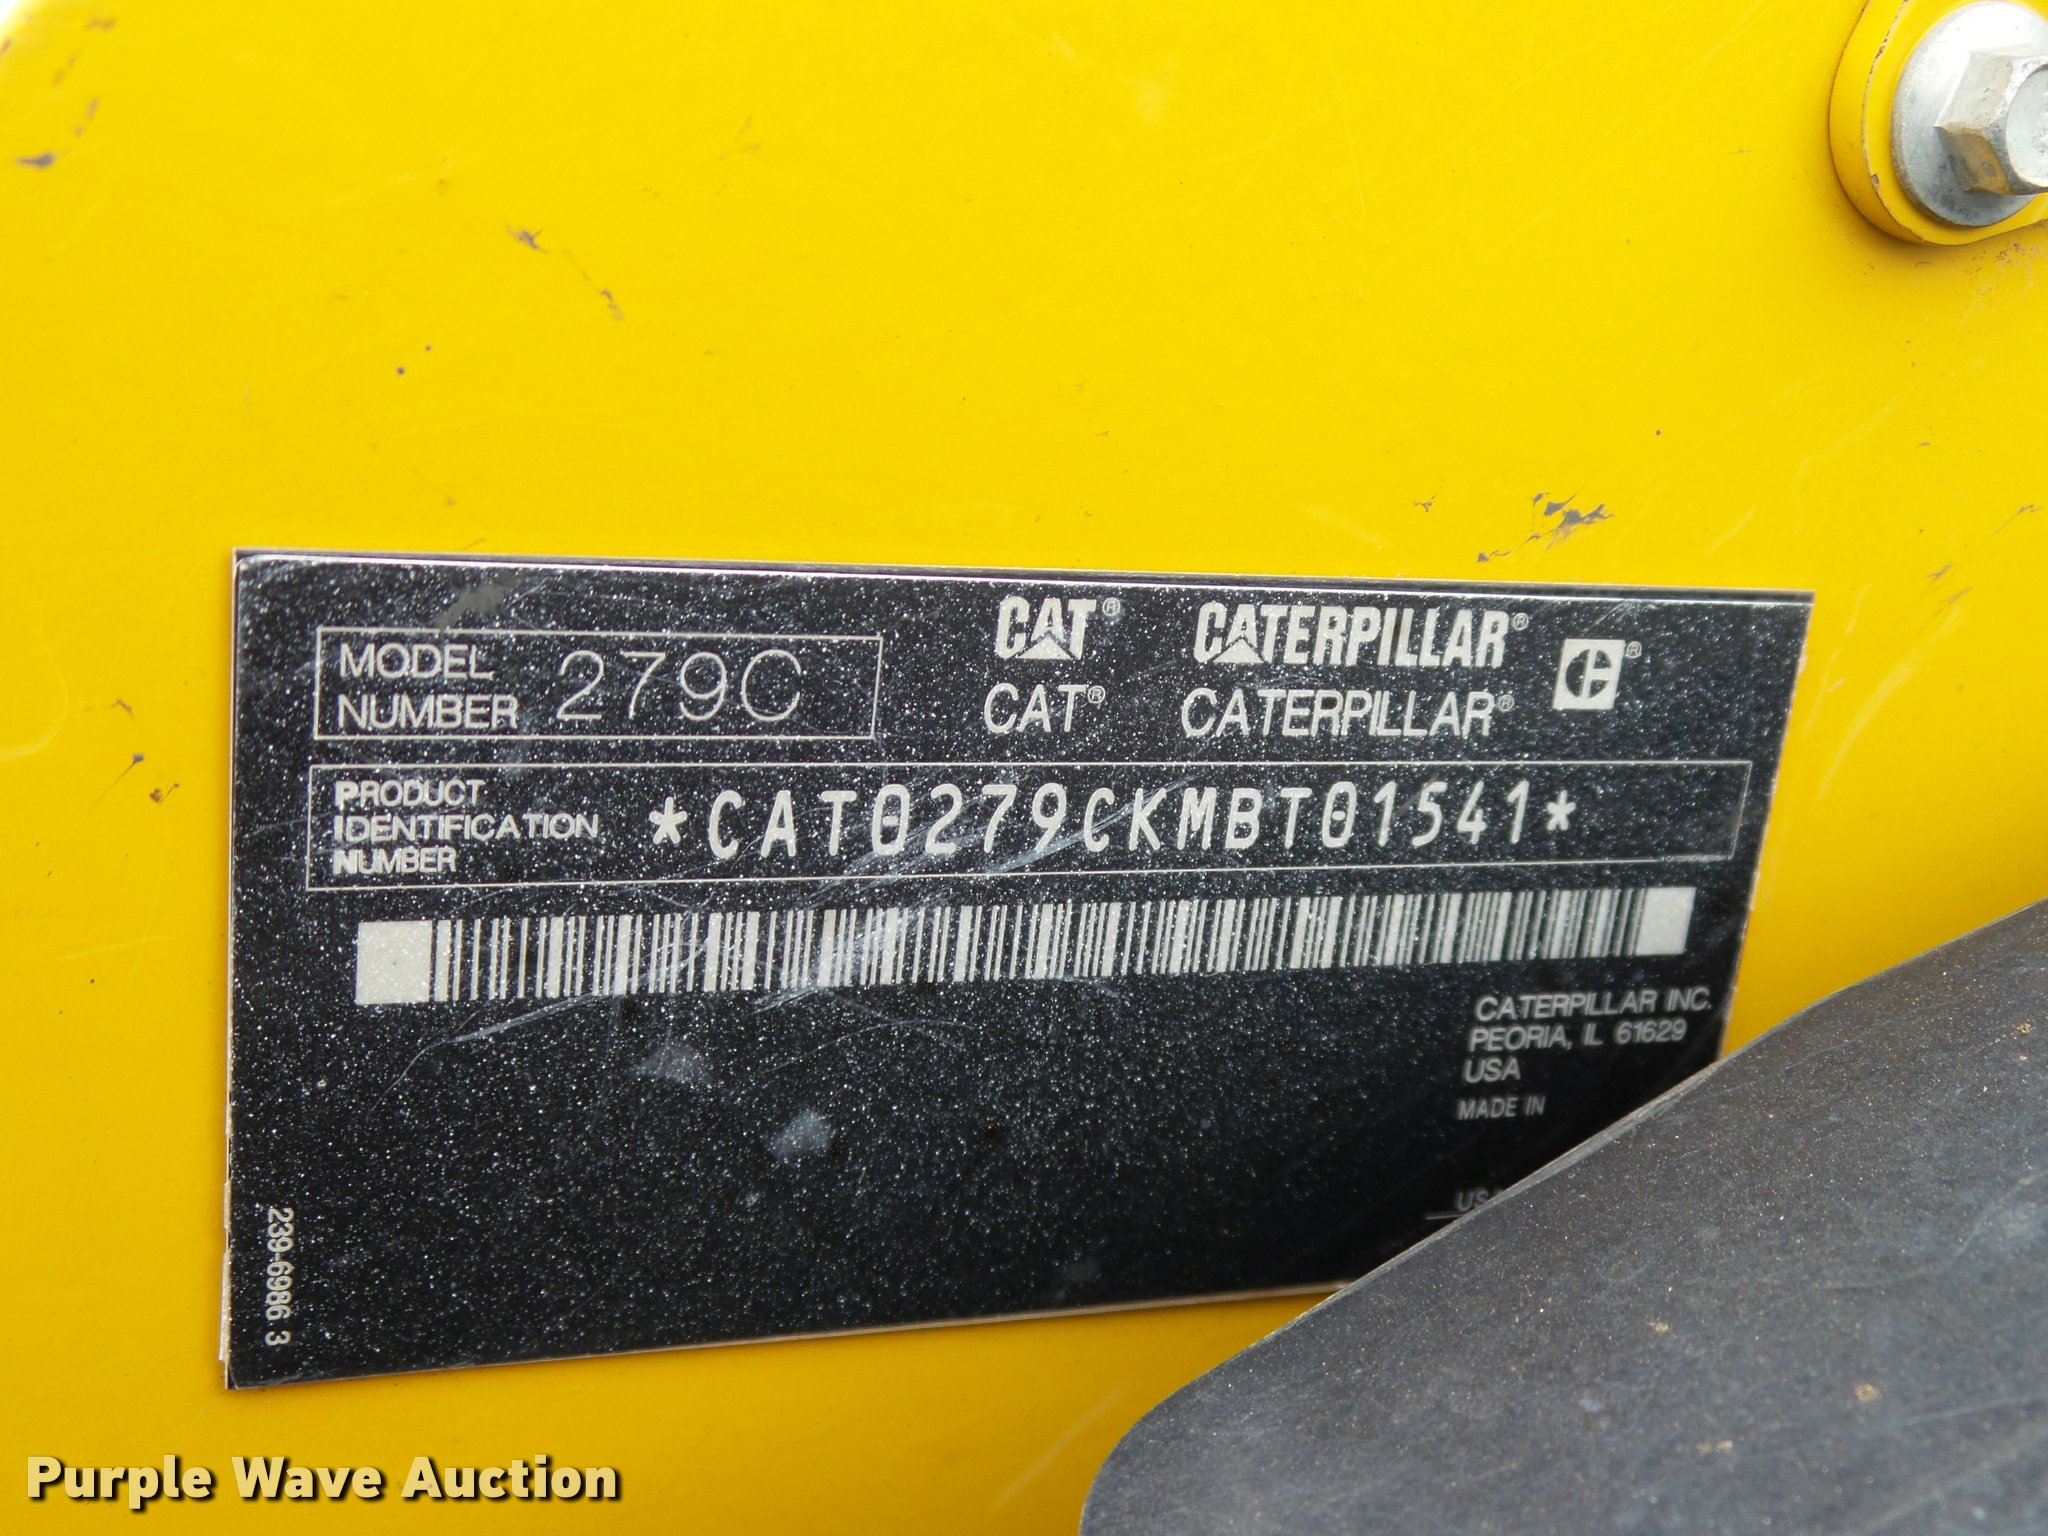 MODEL NUMBER 279C
CAT® CATERPILLAR® ®
CAT® CATERPILLAR®
PRODUCT IDENTIFICATION NUMBER *CAT0279CKMBT01541*
CATERPILLAR INC.
PEORIA, IL 61629
USA
MADE IN
239-6986 3
Purple Wave Auction